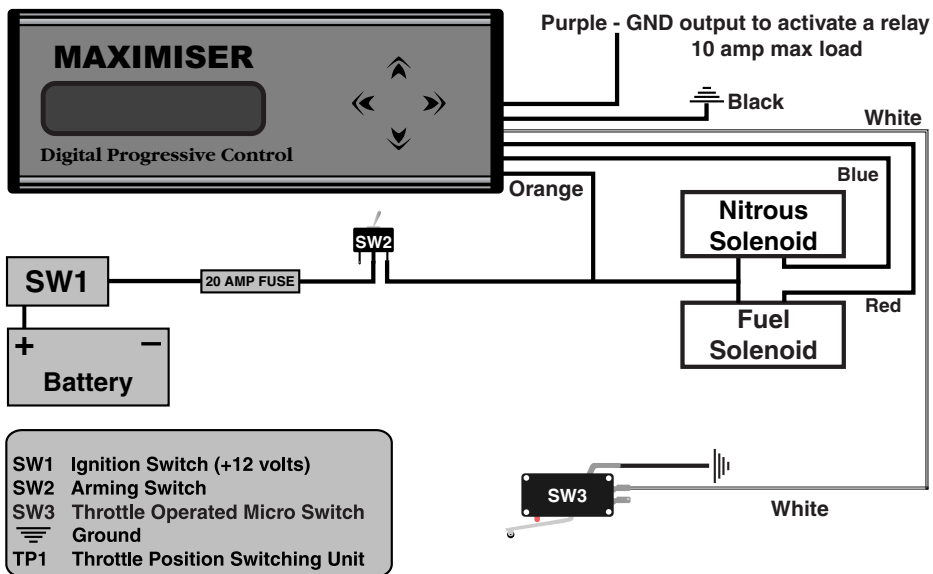 Purple - GND output to activate a relay
10 amp max load
MAXIMISER
Digital Progressive Control
Black
White
Orange
Blue
Nitrous
Solenoid
SW2
SW1
20 AMP FUSE
Red
Fuel
Solenoid
+ −
Battery
SW1 Ignition Switch (+12 volts)
SW2 Arming Switch
SW3 Throttle Operated Micro Switch
Ground
TP1 Throttle Position Switching Unit
SW3
White